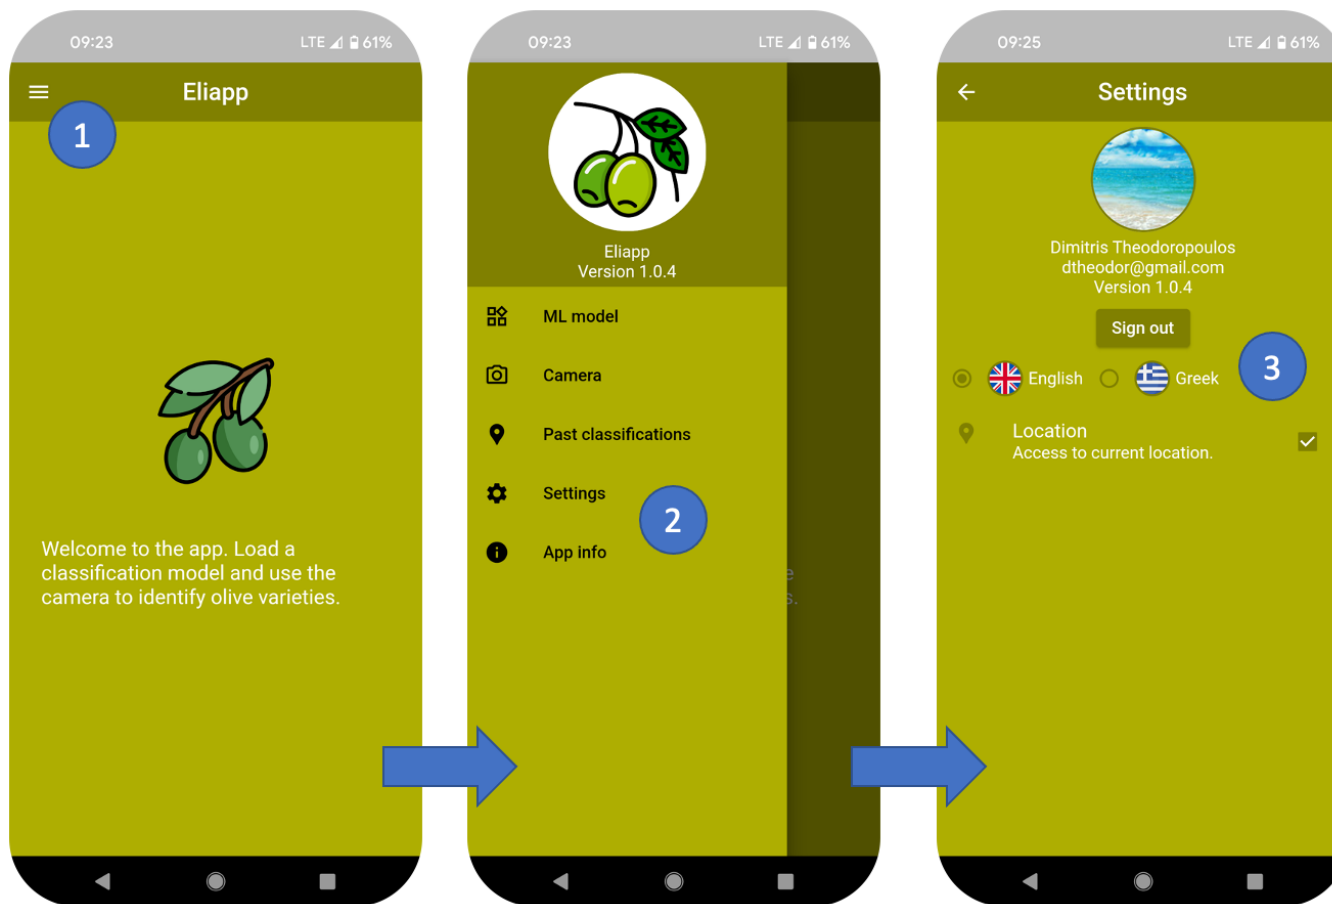 09:23
LTE 61%
Eliapp
1
Welcome to the app. Load a
classification model and use the
camera to identify olive varieties.
09:23
LTE 61%
Eliapp
Version 1.0.4
ML model
Camera
Past classifications
Settings
2
App info
e
s.
09:25
LTE 61%
Settings
Dimitris Theodoropoulos
dtheodor@gmail.com
Version 1.0.4
Sign out
English
Greek
3
Location
Access to current location.